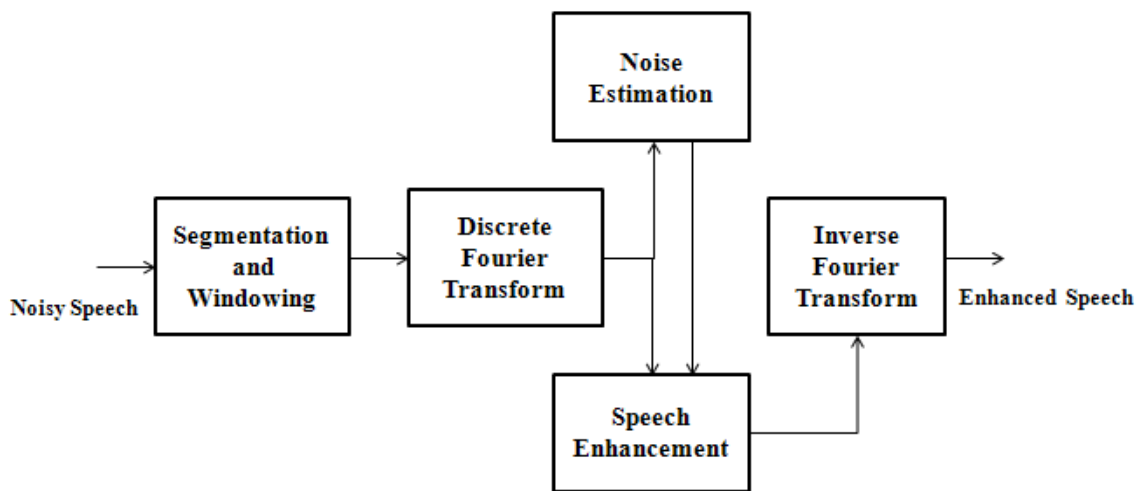 Noise
Estimation
Segmentation
and
Windowing
Discrete
Fourier
Transform
Inverse
Fourier
Transform
Noisy Speech
Enhanced Speech
Speech
Enhancement